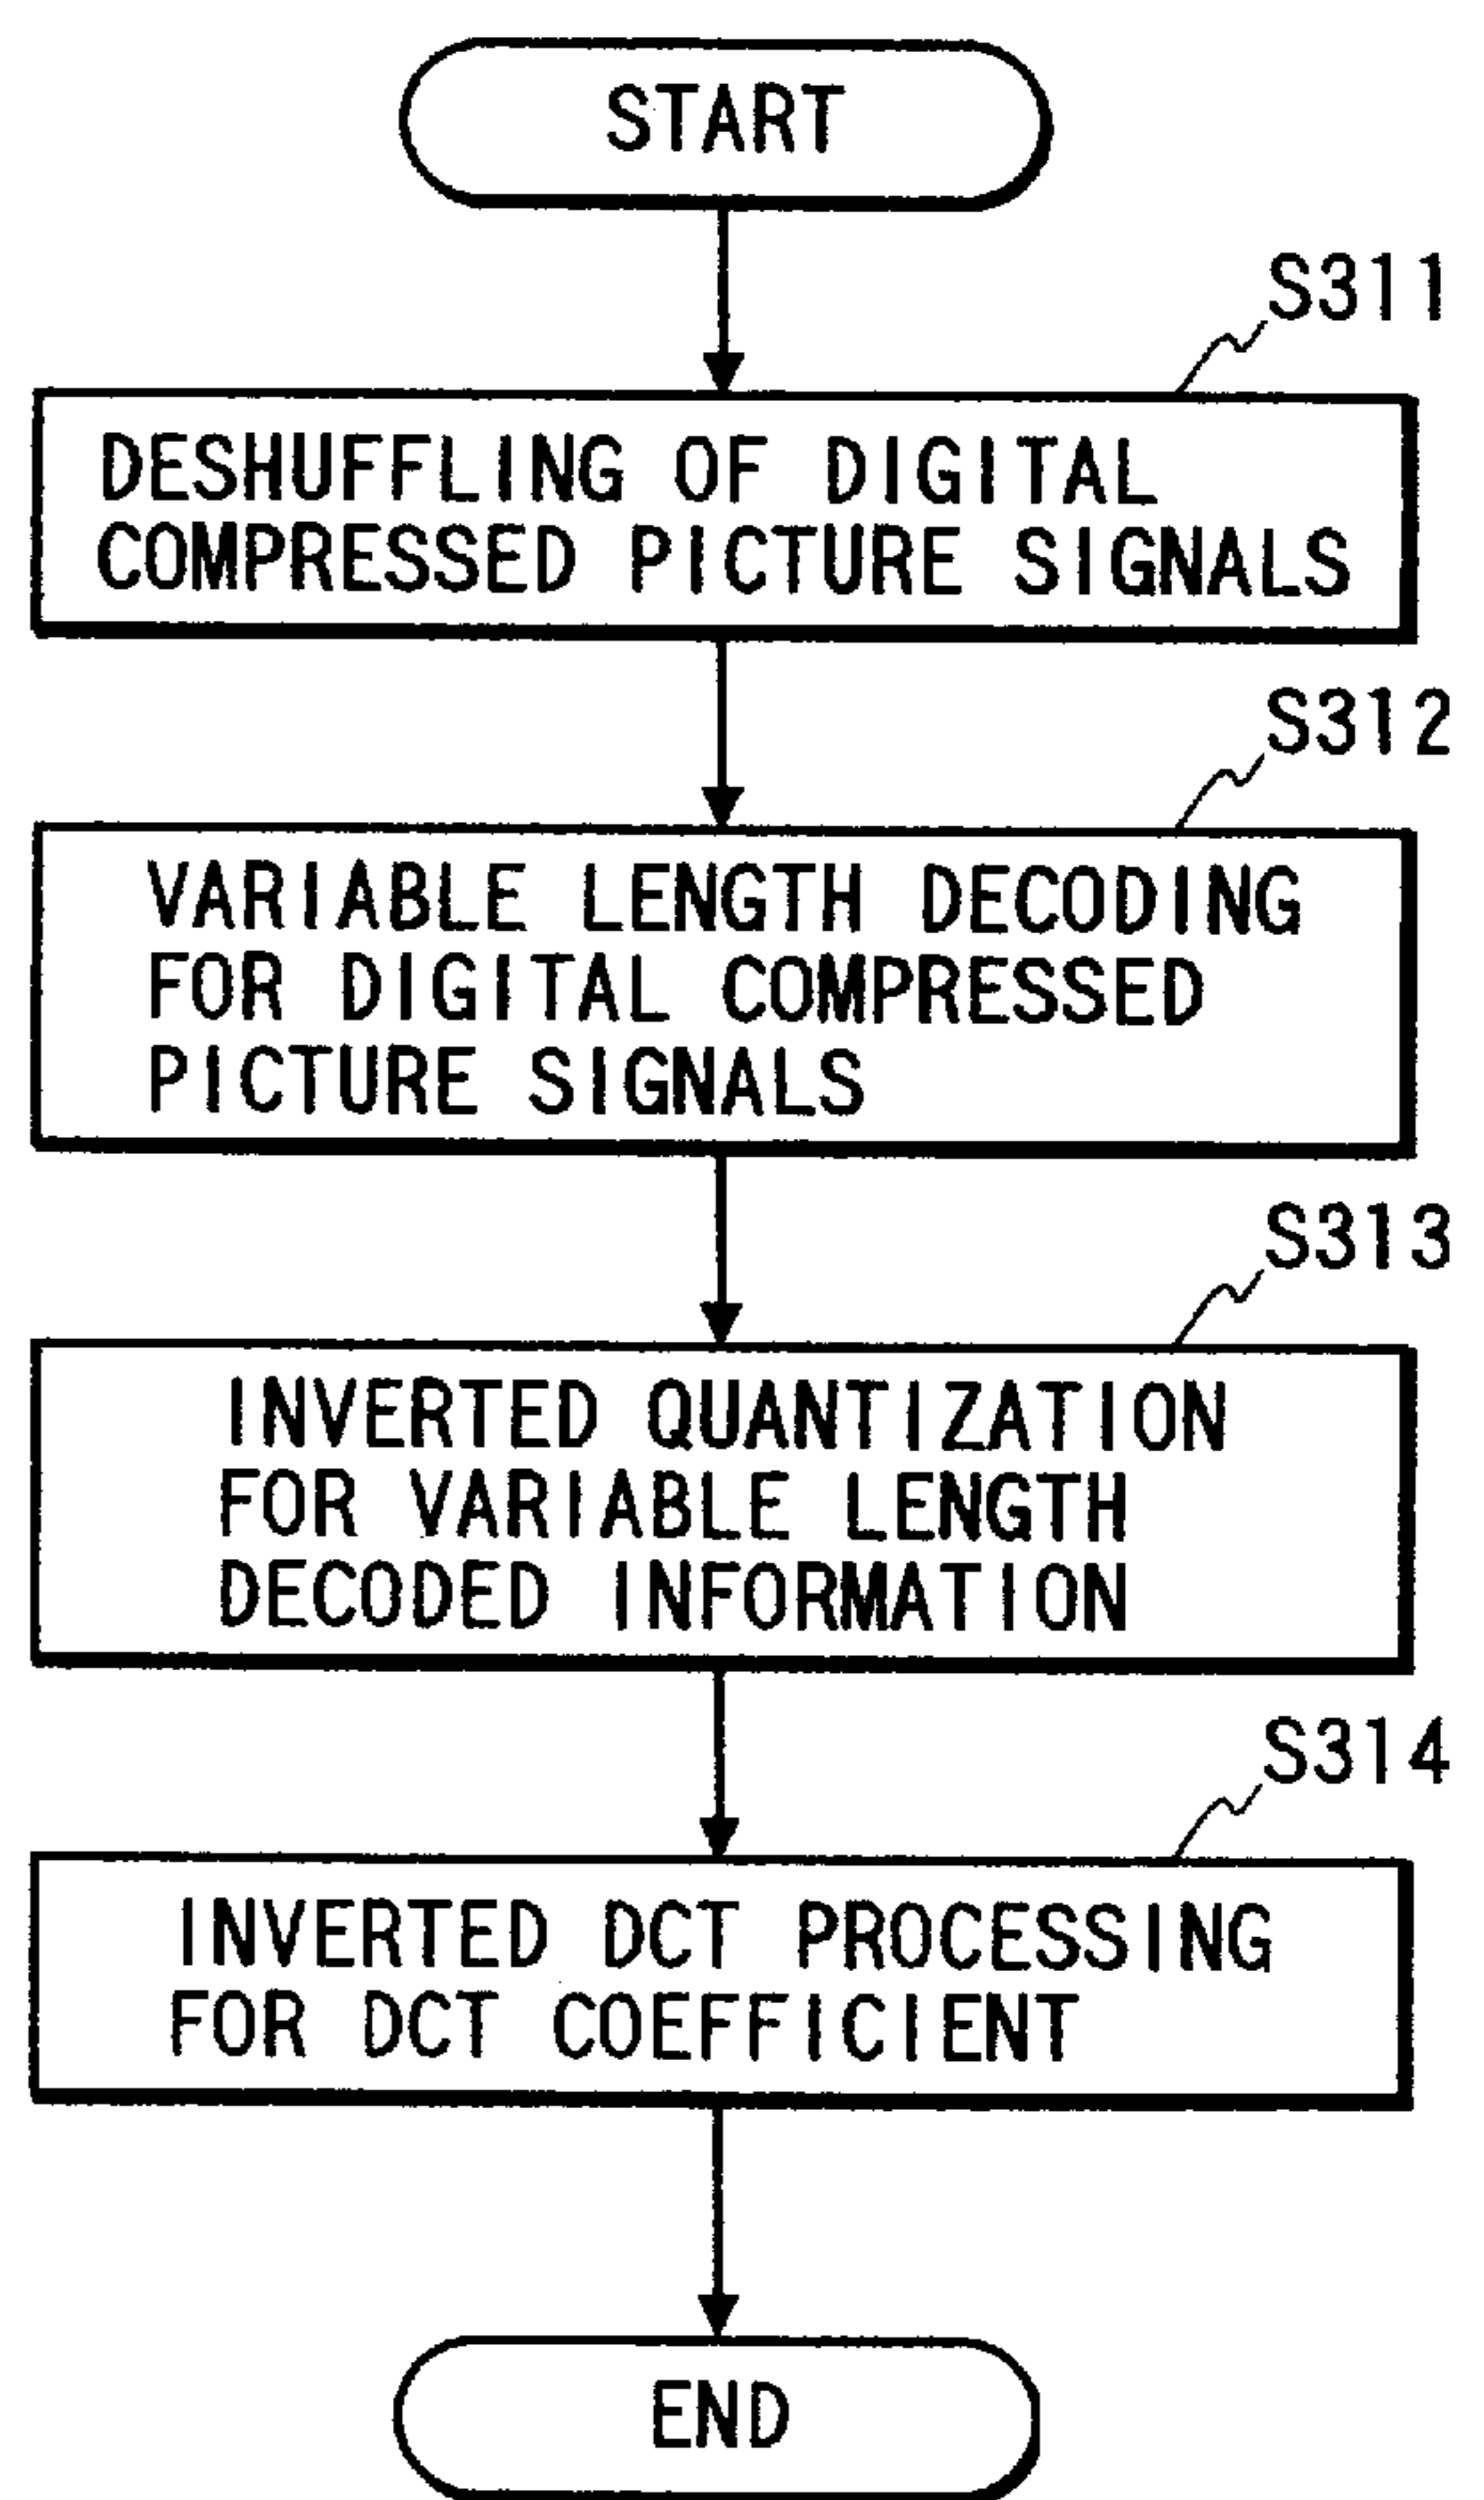 START
S311
DESHUFFLING OF DIGITAL
COMPRESSED PICTURE SIGNALS
S312
VARIABLE LENGTH DECODING
FOR DIGITAL COMPRESSED
PICTURE SIGNALS
S313
INVERTED QUANTIZATION
FOR VARIABLE LENGTH
DECODED INFORMATION
S314
INVERTED DCT PROCESSING
FOR DCT COEFFICIENT
END